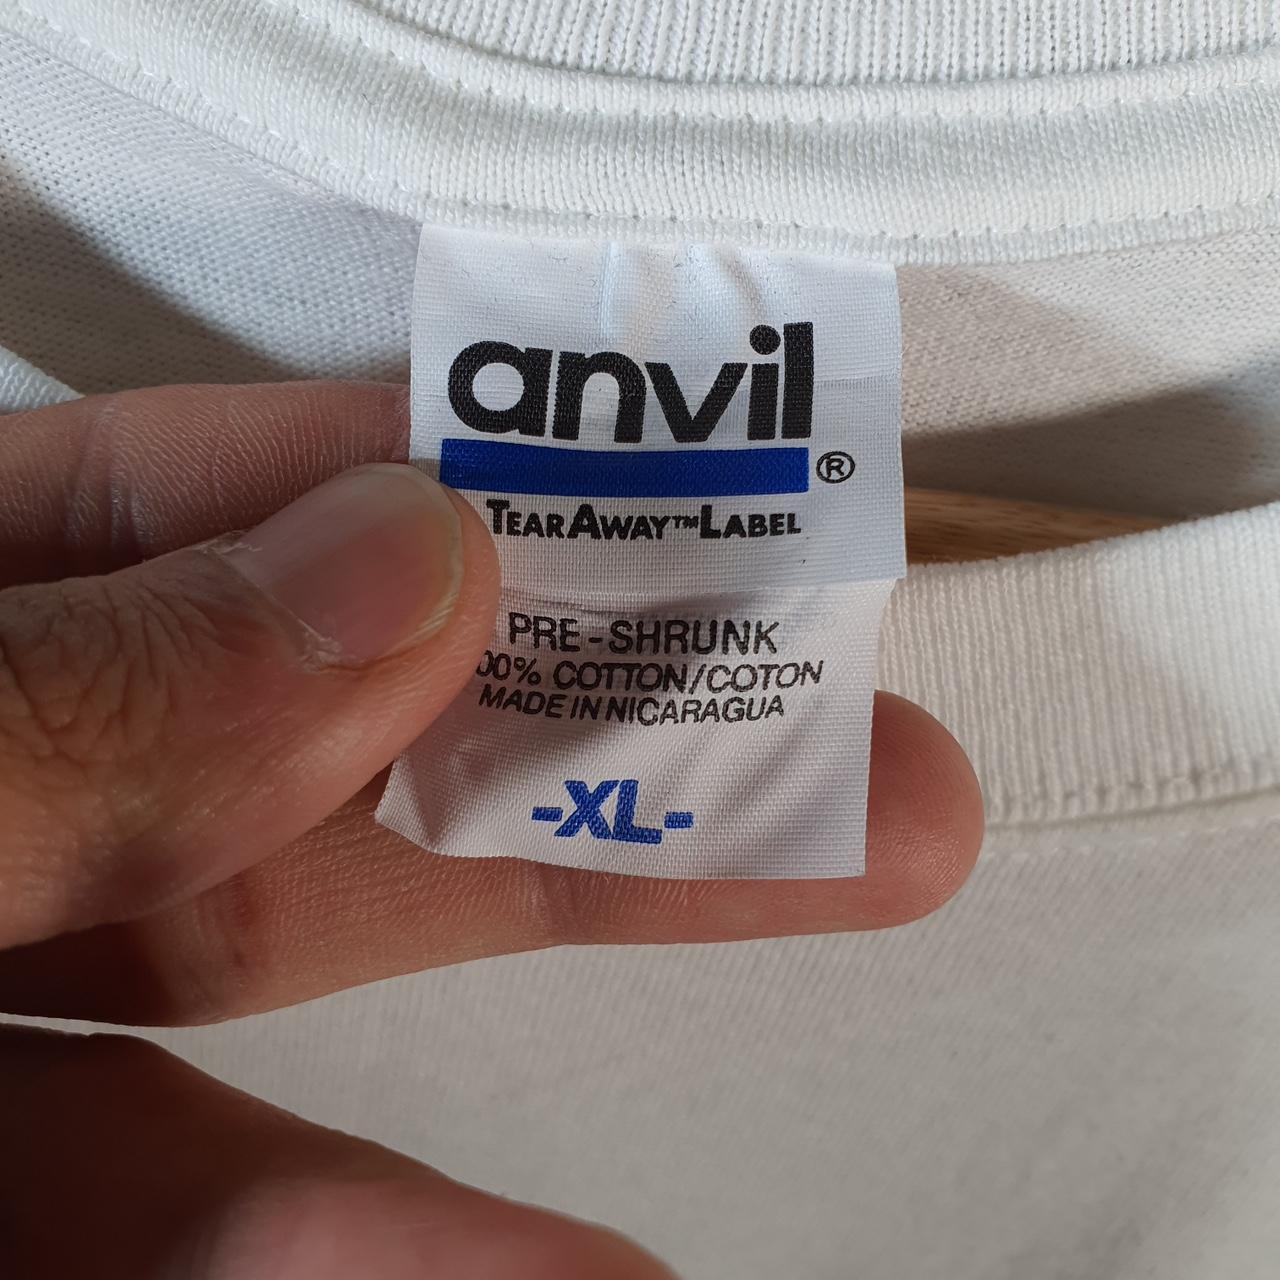 anvil
®
TEARAWAY™LABEL
PRE-SHRUNK
00% COTTON/COTON
MADE IN NICARAGUA
-XL-